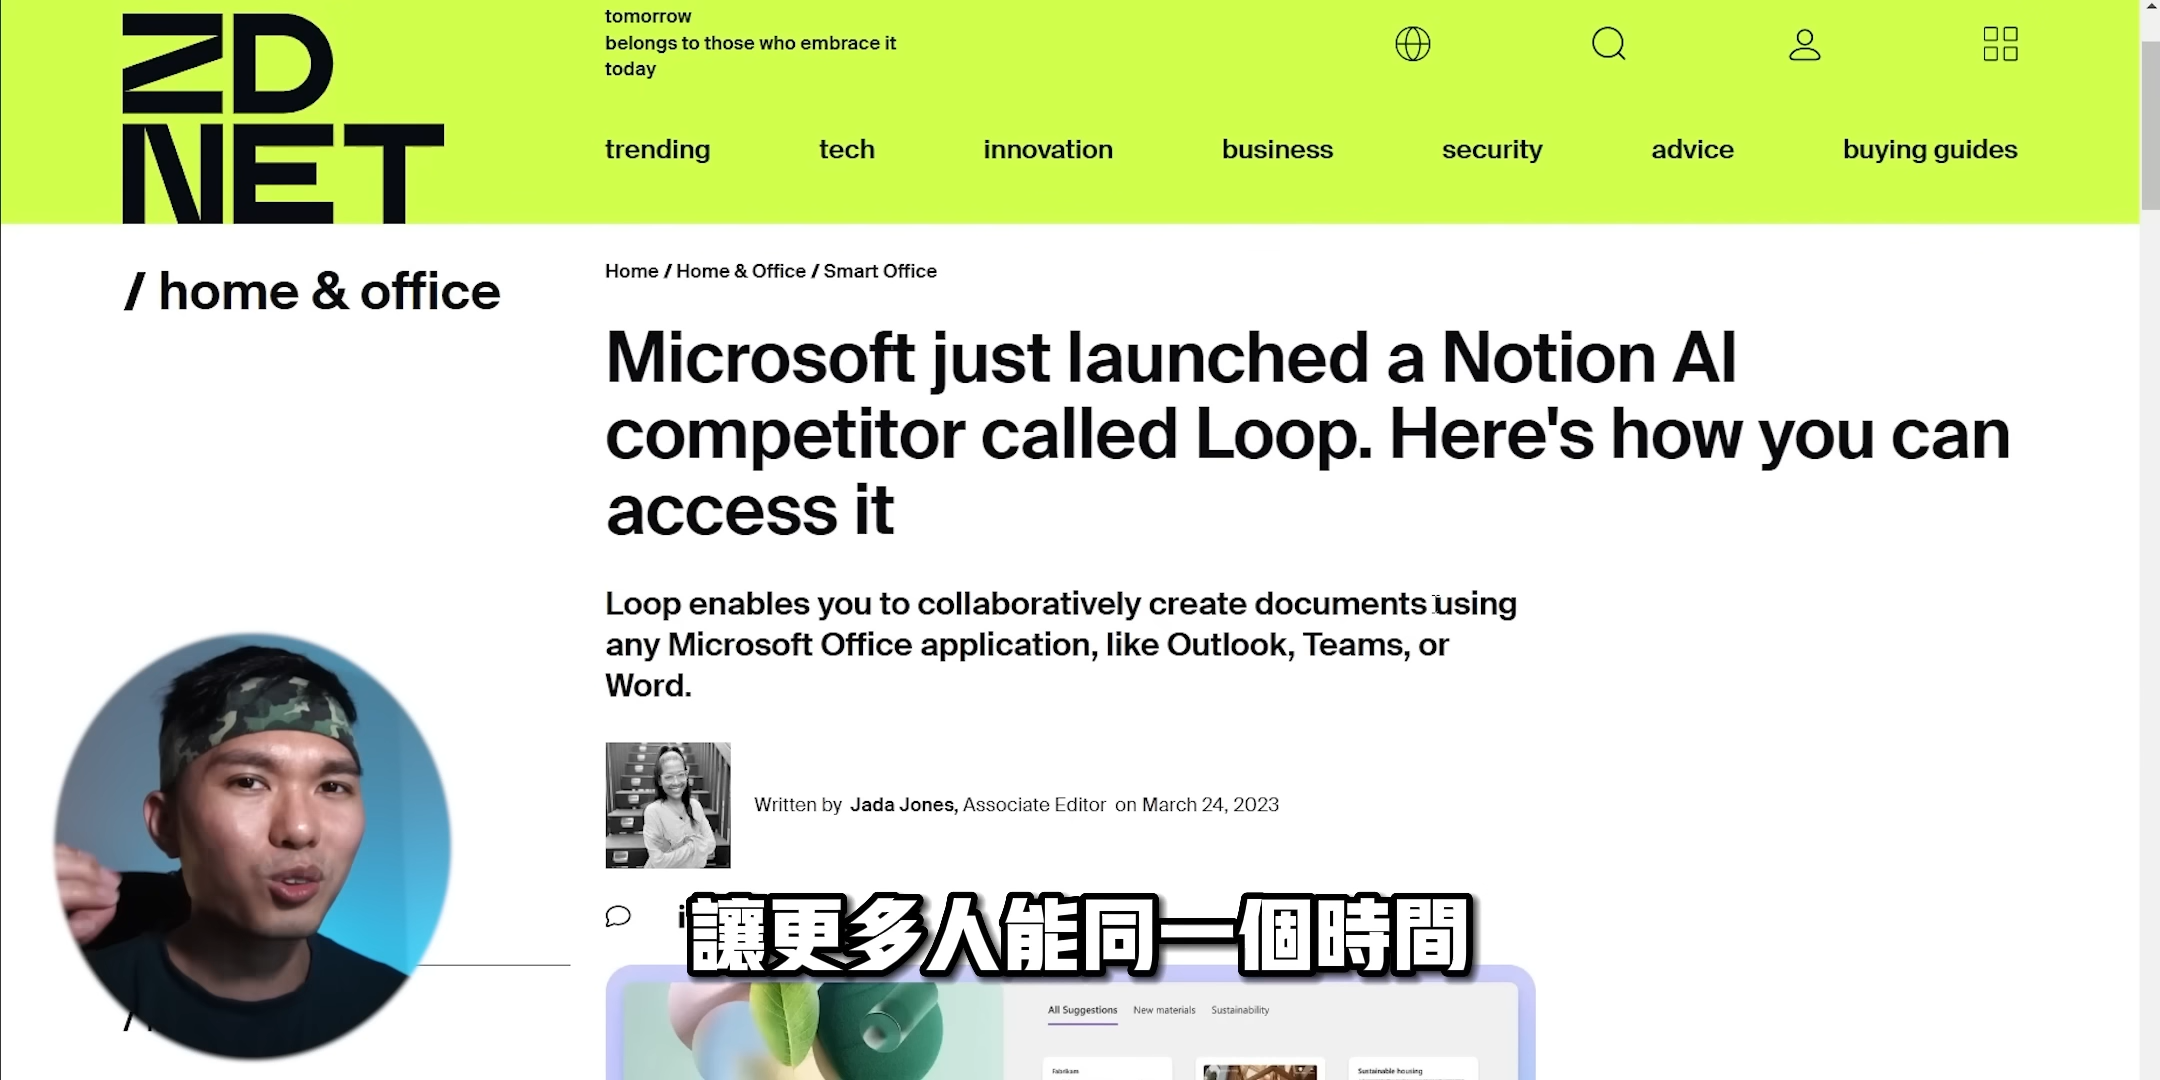 ZD
NET
tomorrow
belongs to those who embrace it
today
trending tech innovation business security advice buying guides
/ home & office
Home / Home & Office / Smart Office
Microsoft just launched a Notion AI
competitor called Loop. Here's how you can
access it
Loop enables you to collaboratively create documents using
any Microsoft Office application, like Outlook, Teams, or
Word.
Written by Jada Jones, Associate Editor on March 24, 2023
讓更多人能同一個時間
All Suggestions New materials Sustainability
Fabrikam
Sustainable housing